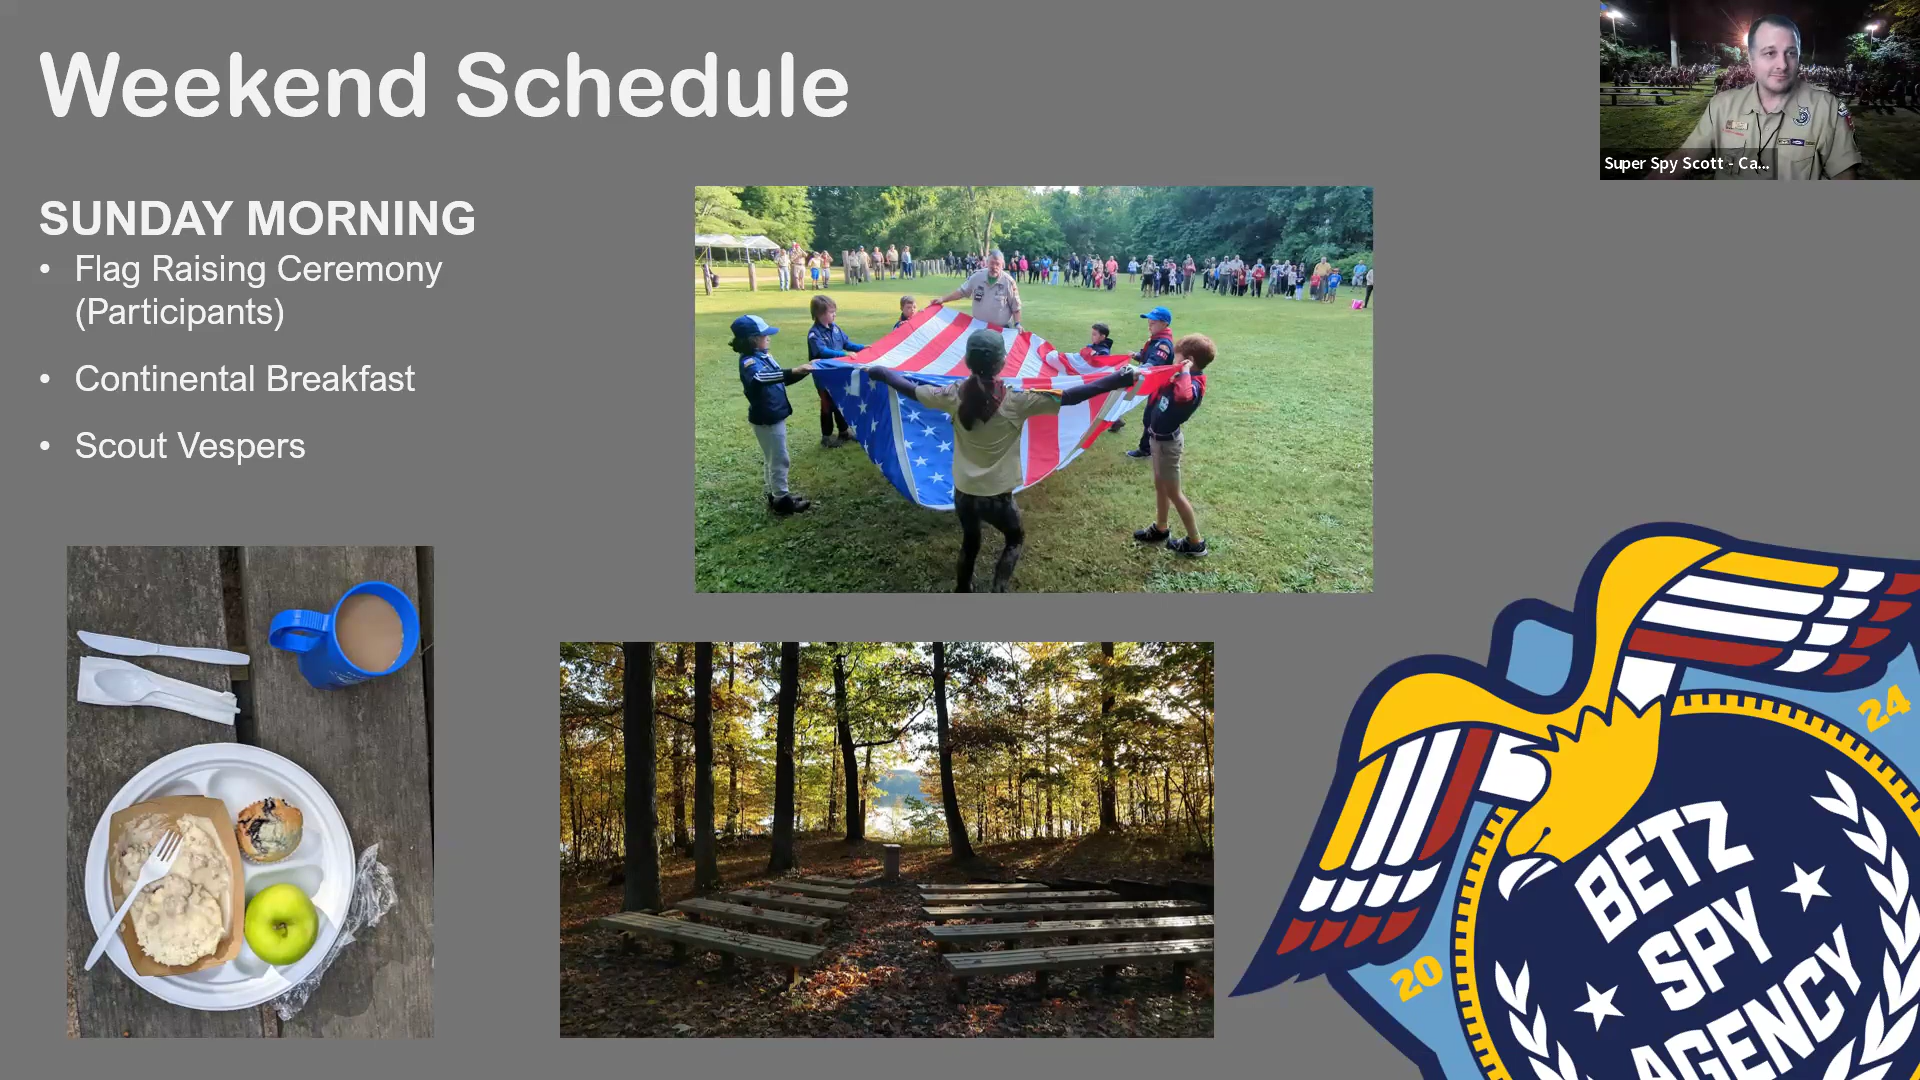 Weekend Schedule
Super Spy Scott - Ca...
SUNDAY MORNING
• Flag Raising Ceremony
(Participants)
• Continental Breakfast
• Scout Vespers
24
20
BETZ
SPY
AGENCY